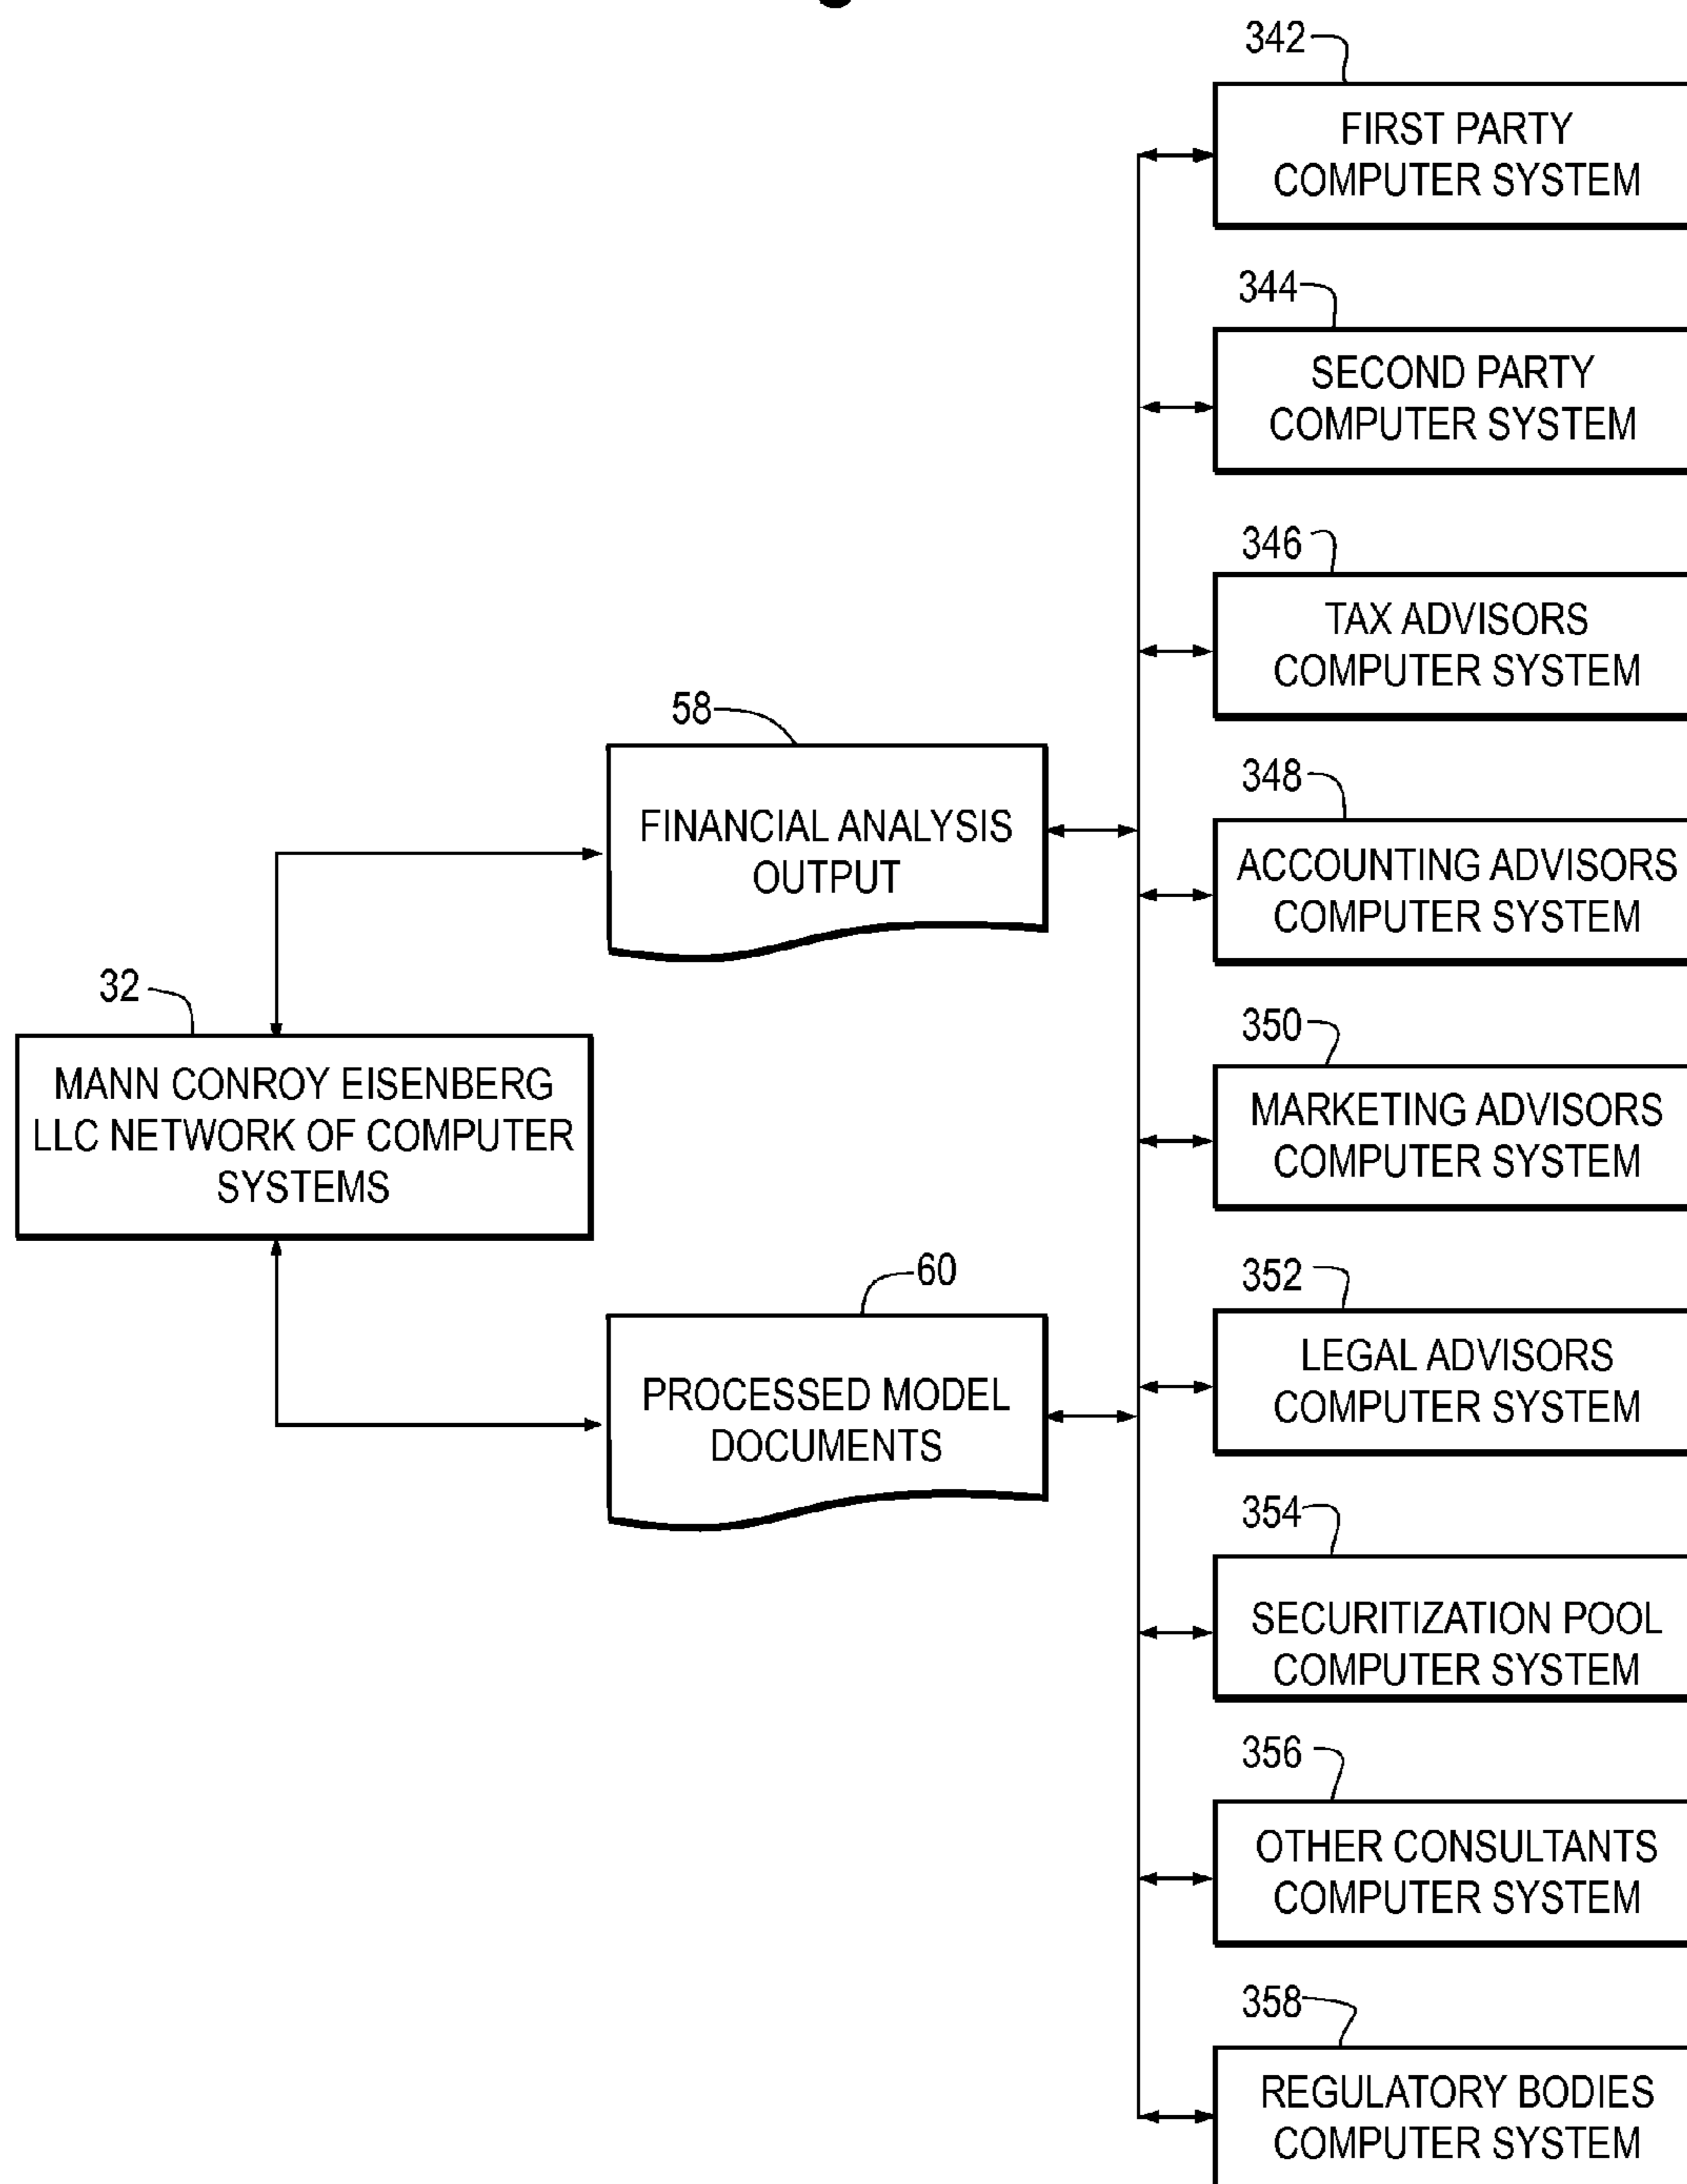 342
FIRST PARTY
COMPUTER SYSTEM
344
SECOND PARTY
COMPUTER SYSTEM
346
TAX ADVISORS
COMPUTER SYSTEM
58
FINANCIAL ANALYSIS
OUTPUT
348
ACCOUNTING ADVISORS
COMPUTER SYSTEM
32
MANN CONROY EISENBERG
LLC NETWORK OF COMPUTER
SYSTEMS
350
MARKETING ADVISORS
COMPUTER SYSTEM
60
PROCESSED MODEL
DOCUMENTS
352
LEGAL ADVISORS
COMPUTER SYSTEM
354
SECURITIZATION POOL
COMPUTER SYSTEM
356
OTHER CONSULTANTS
COMPUTER SYSTEM
358
REGULATORY BODIES
COMPUTER SYSTEM